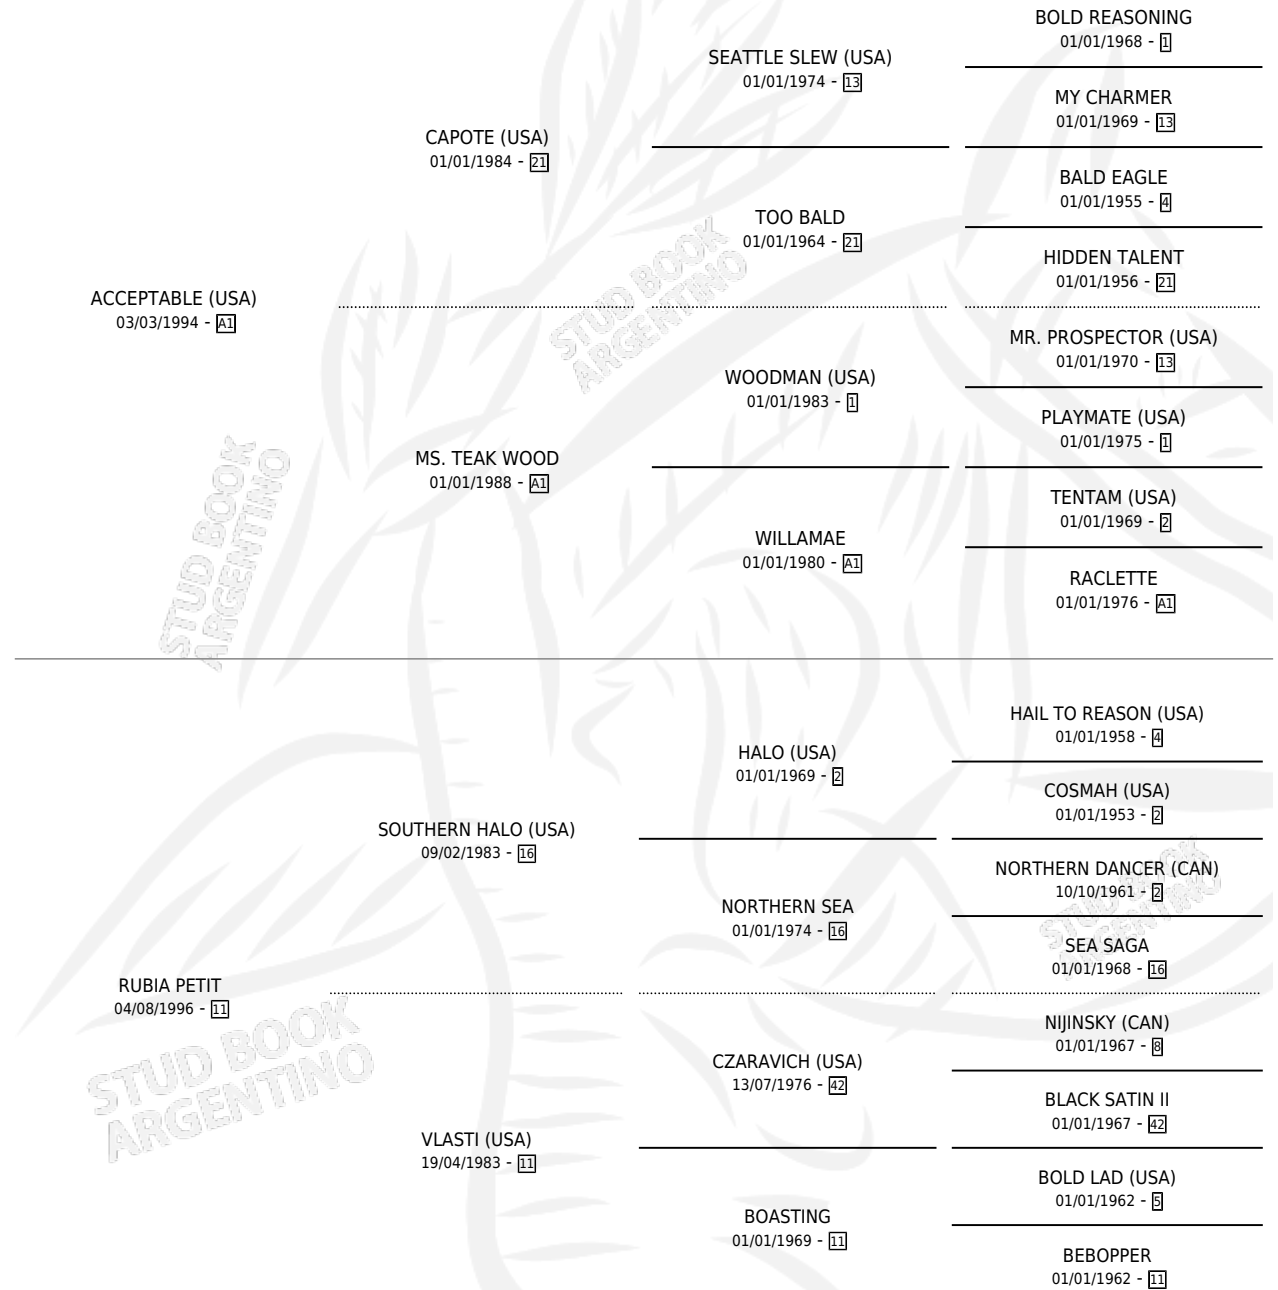 BOLD REASONING
01/01/1968 - 1
SEATTLE SLEW (USA)
01/01/1974 - 13
MY CHARMER
01/01/1969 - 13
CAPOTE (USA)
01/01/1984 - 21
BALD EAGLE
01/01/1955 - 4
TOO BALD
01/01/1964 - 21
HIDDEN TALENT
01/01/1956 - 21
ACCEPTABLE (USA)
03/03/1994 - A1
STUD BOOK
ARGENTINO
MR. PROSPECTOR (USA)
01/01/1970 - 13
WOODMAN (USA)
01/01/1983 - 1
PLAYMATE (USA)
01/01/1975 - 1
MS. TEAK WOOD
01/01/1988 - A1
TENTAM (USA)
01/01/1969 - 2
WILLAMAE
01/01/1980 - A1
RACLETTE
01/01/1976 - A1
STUD BOOK
ARGENTINO
HAIL TO REASON (USA)
01/01/1958 - 4
HALO (USA)
01/01/1969 - 2
COSMAH (USA)
01/01/1953 - 2
SOUTHERN HALO (USA)
09/02/1983 - 16
NORTHERN DANCER (CAN)
10/10/1961 - 2
NORTHERN SEA
01/01/1974 - 16
SEA SAGA
01/01/1968 - 16
STUD BOOK
ARGENTINO
RUBIA PETIT
04/08/1996 - 11
NIJINSKY (CAN)
01/01/1967 - 8
CZARAVICH (USA)
13/07/1976 - 42
BLACK SATIN II
01/01/1967 - 42
VLASTI (USA)
19/04/1983 - 11
BOLD LAD (USA)
01/01/1962 - 5
BOASTING
01/01/1969 - 11
BEBOPPER
01/01/1962 - 11
STUD BOOK
ARGENTINO